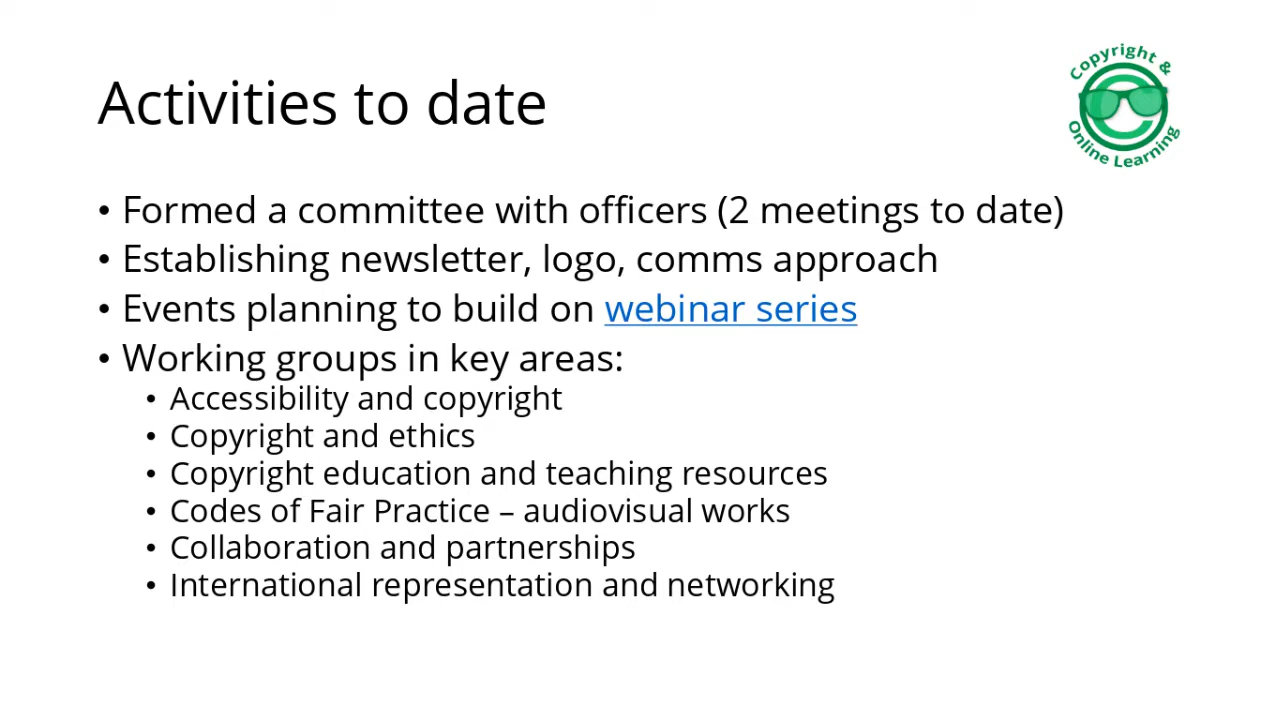 Copyright &
Activities to date
Online Learning
• Formed a committee with officers (2 meetings to date)
• Establishing newsletter, logo, comms approach
• Events planning to build on webinar series
• Working groups in key areas:
• Accessibility and copyright
• Copyright and ethics
• Copyright education and teaching resources
• Codes of Fair Practice – audiovisual works
• Collaboration and partnerships
• International representation and networking